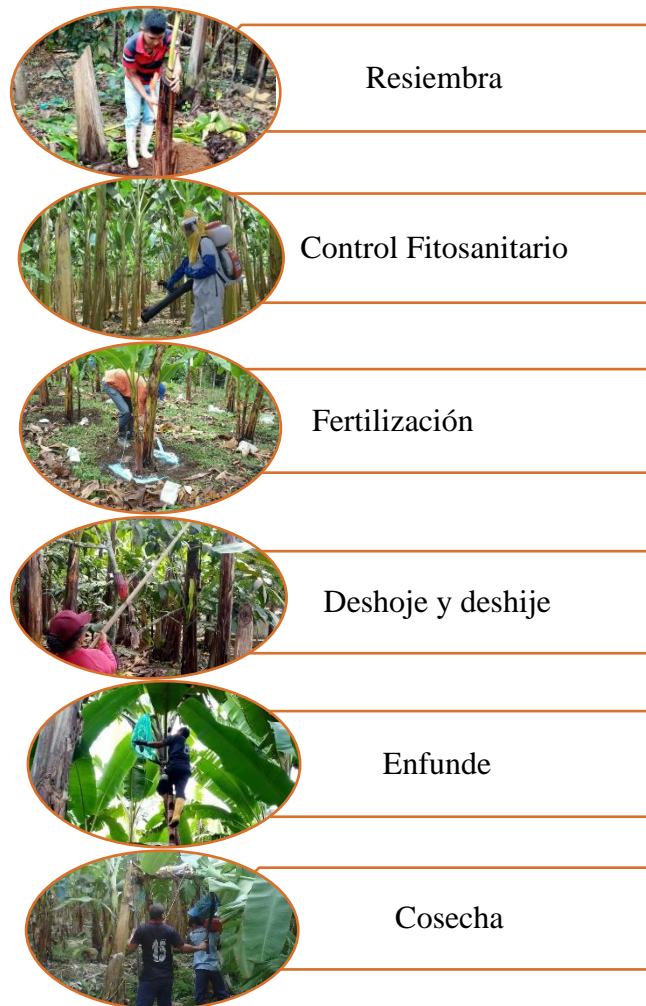 Resiembra
Control Fitosanitario
Fertilización
Deshoje y deshije
Enfunde
Cosecha